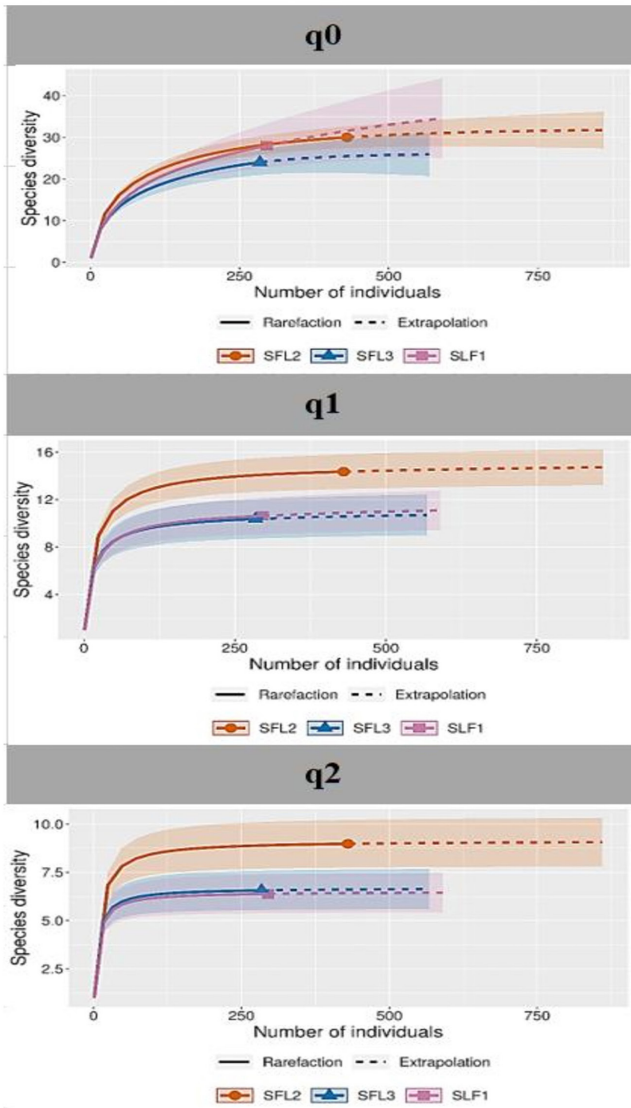 q0
Species diversity
40
30
20
10
0
0 250 500 750
Number of individuals
Rarefaction Extrapolation
SFL2 SFL3 SLF1
q1
Species diversity
16
12
8
4
0 250 500 750
Number of individuals
Rarefaction Extrapolation
SFL2 SFL3 SLF1
q2
Species diversity
10.0
7.5
5.0
2.5
0 250 500 750
Number of individuals
Rarefaction Extrapolation
SFL2 SFL3 SLF1